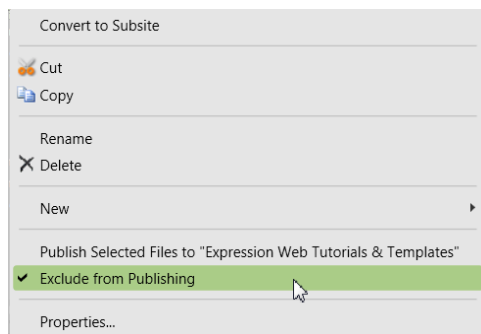 Convert to Subsite
Cut
Copy
Rename
Delete
New
Publish Selected Files to "Expression Web Tutorials & Templates"
Exclude from Publishing
Properties...